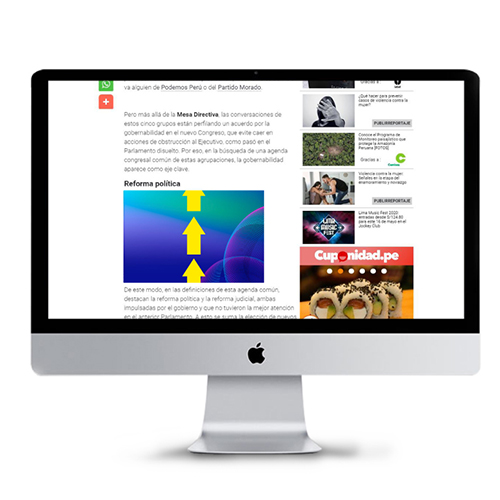 va alguien de Podemos Perú o del Partido Morado.
Pero más allá de la Mesa Directiva, las conversaciones de
estos cinco grupos están perfilando un acuerdo por la
gobernabilidad en el nuevo Congreso, que evite caer en
acciones de obstrucción al Ejecutivo, como pasó en el
Parlamento disuelto. Por eso, en la búsqueda de una agenda
congresal común de estas agrupaciones, la gobernabilidad
aparece como eje clave.
Reforma política
De este modo, en las definiciones de esta agenda común,
destacan la reforma política y la reforma judicial, ambas
impulsadas por el gobierno y que no tuvieron la mejor atención
en el anterior Parlamento. A esto se suma la elección de nuevos
Gracias a
¿Qué hacer para prevenir
casos de violencia contra la
mujer?
PUBLIRREPORTAJE
Conoce el Programa de
Monitoreo paisajístico
que protege la Amazonía
Peruana [FOTOS]
Gracias a
Violencia contra la mujer:
Señales en la etapa del
enamoramiento y noviazgo
PUBLIRREPORTAJE
LIMA
MUSIC
FEST
Lima Music Fest 2020:
entradas desde S/124.80
para este 16 de mayo en el
Jockey Club
Cuponidad.pe